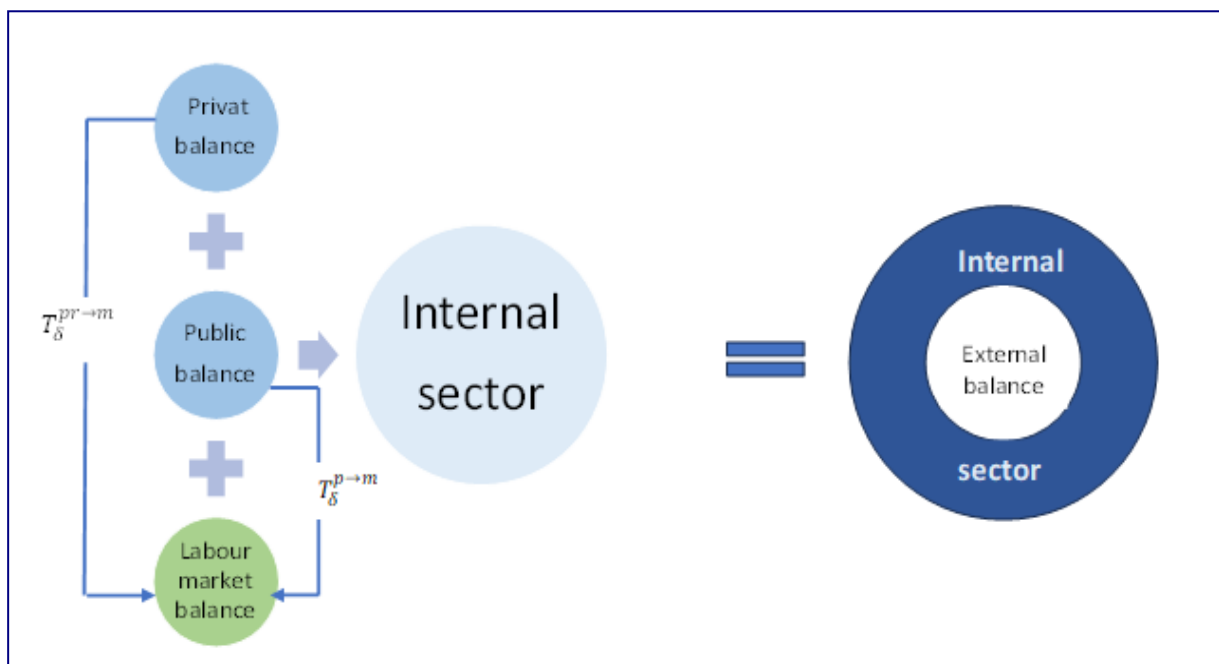 Privat
balance
T_δ^{pr→m}
Public
balance
T_δ^{p→m}
Labour
market
balance
Internal
sector
Internal
External
balance
sector